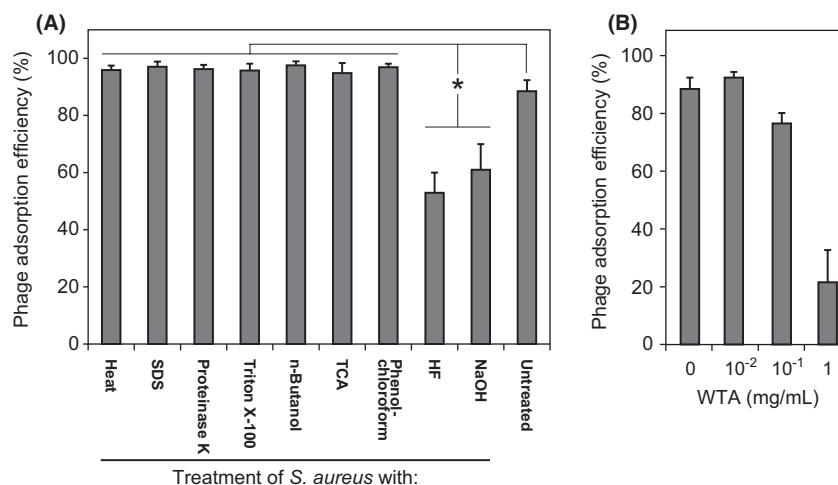 (A)
Phage adsorption efficiency (%)
100
80
60
40
20
0
*
Heat
SDS
Proteinase K
Triton X-100
n-Butanol
TCA
Phenol-
chloroform
HF
NaOH
Untreated
Treatment of S. aureus with:
(B)
Phage adsorption efficiency (%)
100
80
60
40
20
0
0 10⁻² 10⁻¹ 1
WTA (mg/mL)